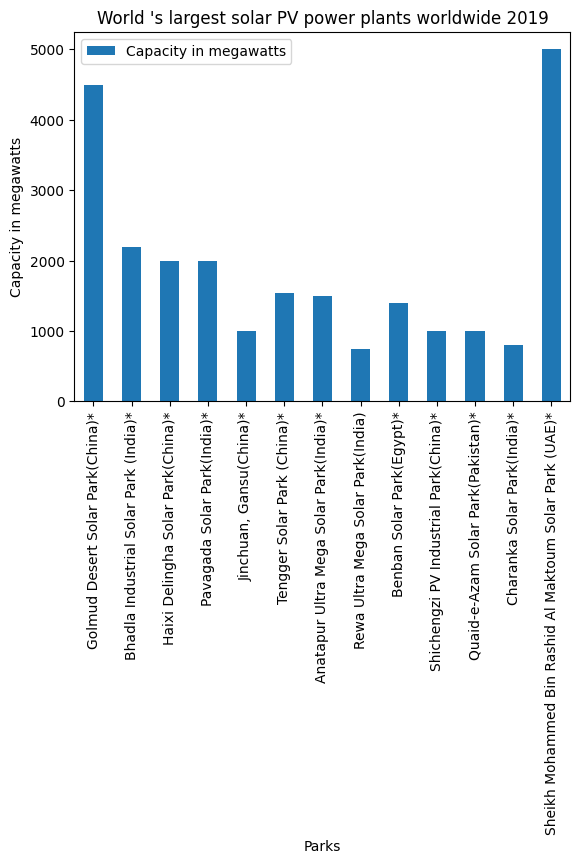 World 's largest solar PV power plants worldwide 2019
Capacity in megawatts
Capacity in megawatts
5000
4000
3000
2000
1000
0
Golmud Desert Solar Park(China)*
Bhadla Industrial Solar Park (India)*
Haixi Delingha Solar Park(China)*
Pavagada Solar Park(India)*
Jinchuan, Gansu(China)*
Tengger Solar Park (China)*
Anatapur Ultra Mega Solar Park(India)*
Rewa Ultra Mega Solar Park(India)
Benban Solar Park(Egypt)*
Shichengzi PV Industrial Park(China)*
Quaid-e-Azam Solar Park(Pakistan)*
Charanka Solar Park(India)*
Sheikh Mohammed Bin Rashid Al Maktoum Solar Park (UAE)*
Parks